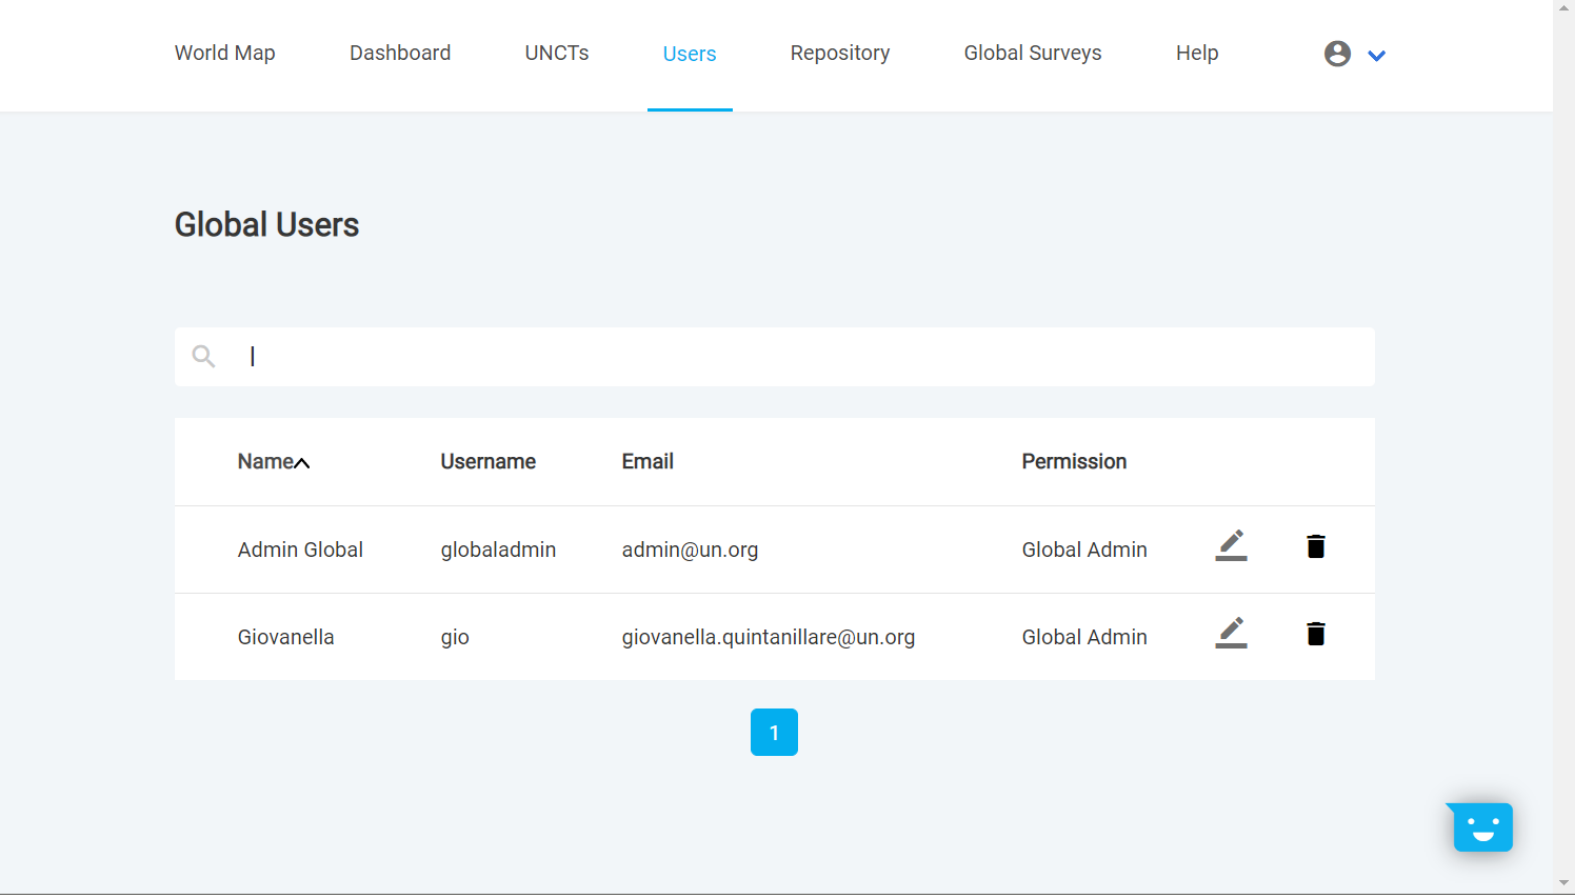 World Map Dashboard UNCTs Users Repository Global Surveys Help
Global Users
Name Username Email Permission
Admin Global globaladmin admin@un.org Global Admin
Giovanella gio giovanella.quintanillare@un.org Global Admin
1